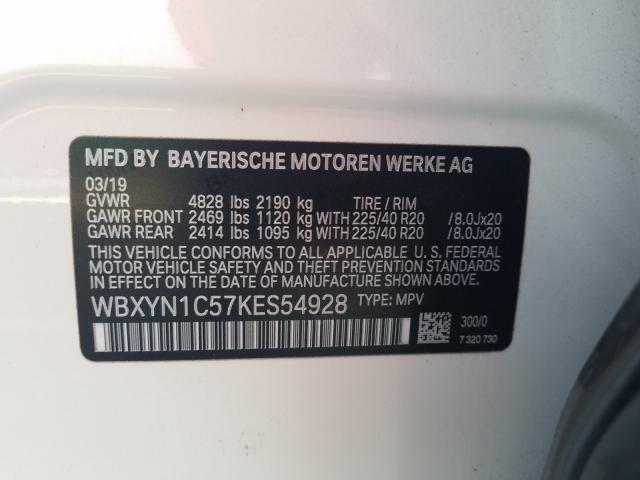 MFD BY BAYERISCHE MOTOREN WERKE AG
03/19
GVWR 4828 lbs 2190 kg TIRE / RIM
GAWR FRONT 2469 lbs 1120 kg WITH 225/40 R20 /8.0Jx20
GAWR REAR 2414 lbs 1095 kg WITH 225/40 R20 /8.0Jx20
THIS VEHICLE CONFORMS TO ALL APPLICABLE U.S. FEDERAL
MOTOR VEHICLE SAFETY AND THEFT PREVENTION STANDARDS
IN EFFECT ON THE DATE OF MANUFACTURE SHOWN ABOVE.
WBXYN1C57KES54928 TYPE: MPV
300/0
7 320 730